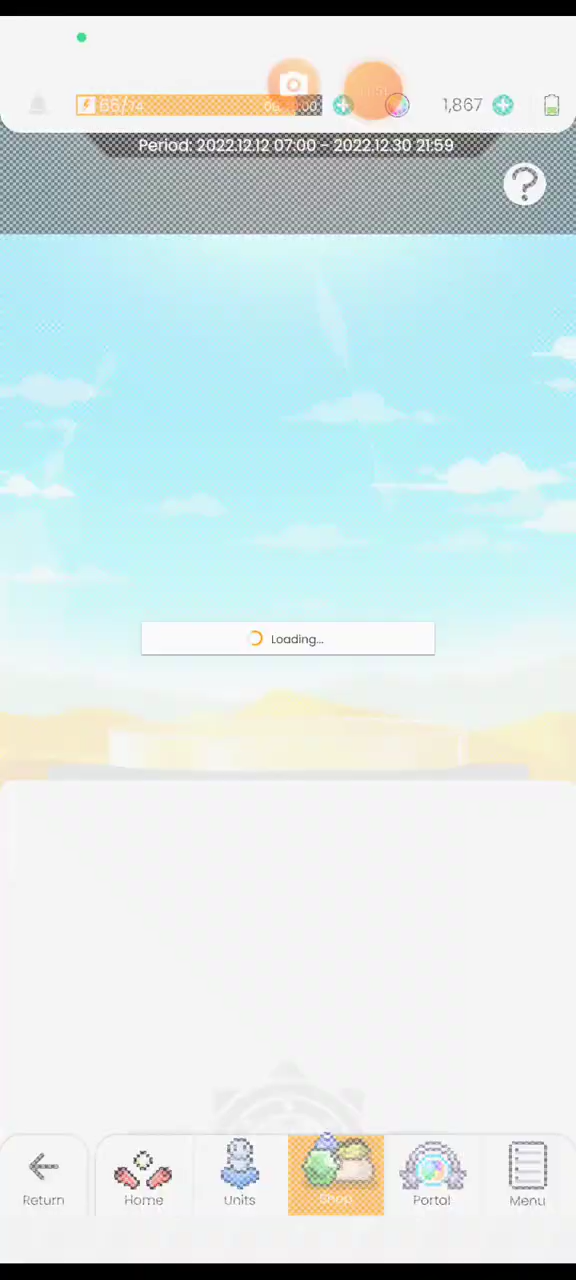 1,867
Period: 2022.12.12 07:00 - 2022.12.30 21:59
?
Loading...
Return
Home
Units
Shop
Portal
Menu